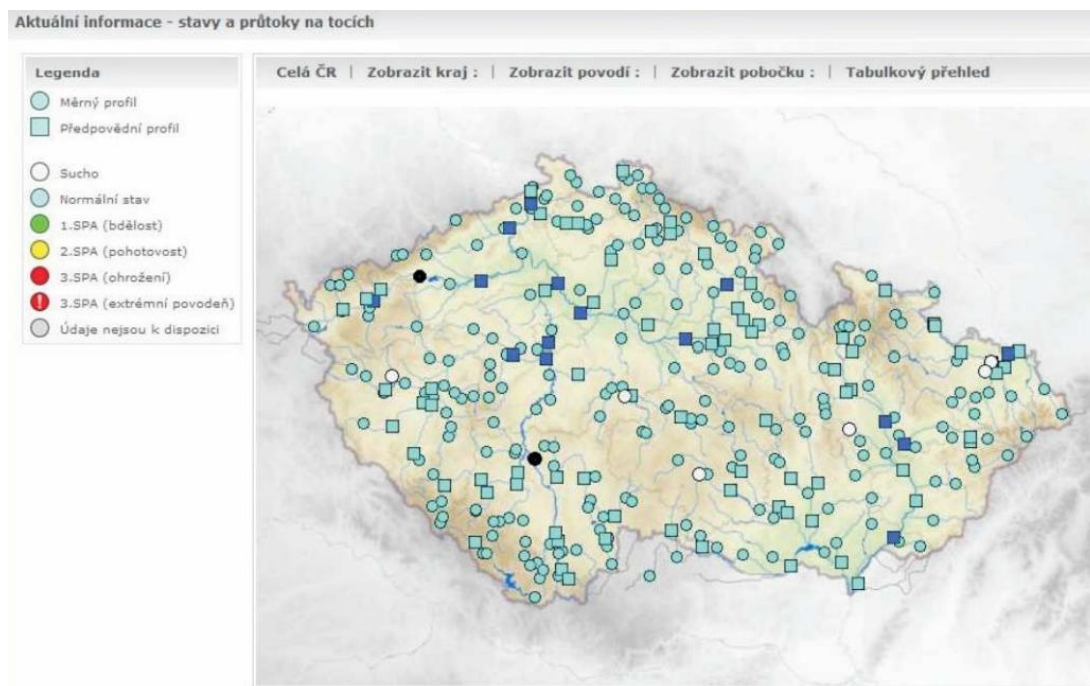 Aktuální informace - stavy a průtoky na tocích
Legenda
Měrný profil
Předpovědní profil
Sucho
Normální stav
1.SPA (bdělost)
2.SPA (pohotovost)
3.SPA (ohrožení)
3.SPA (extrémní povodeň)
Údaje nejsou k dispozici
Celá ČR | Zobrazit kraj : | Zobrazit povodí : | Zobrazit pobočku : | Tabulkový přehled